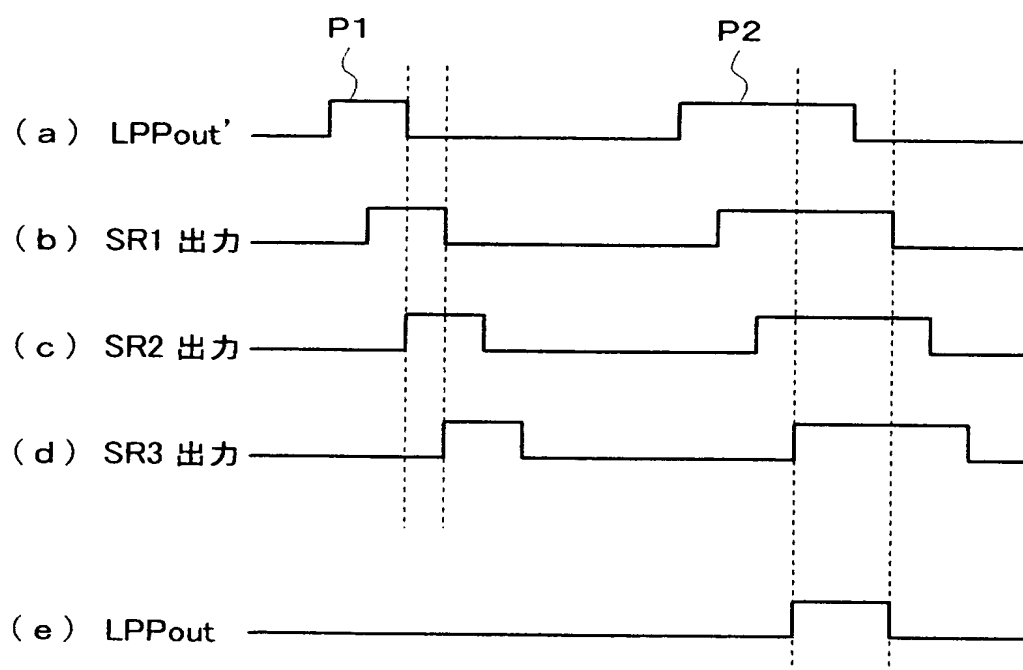 P1
P2
(a) LPPout'
(b) SR1 出力
(c) SR2 出力
(d) SR3 出力
(e) LPPout